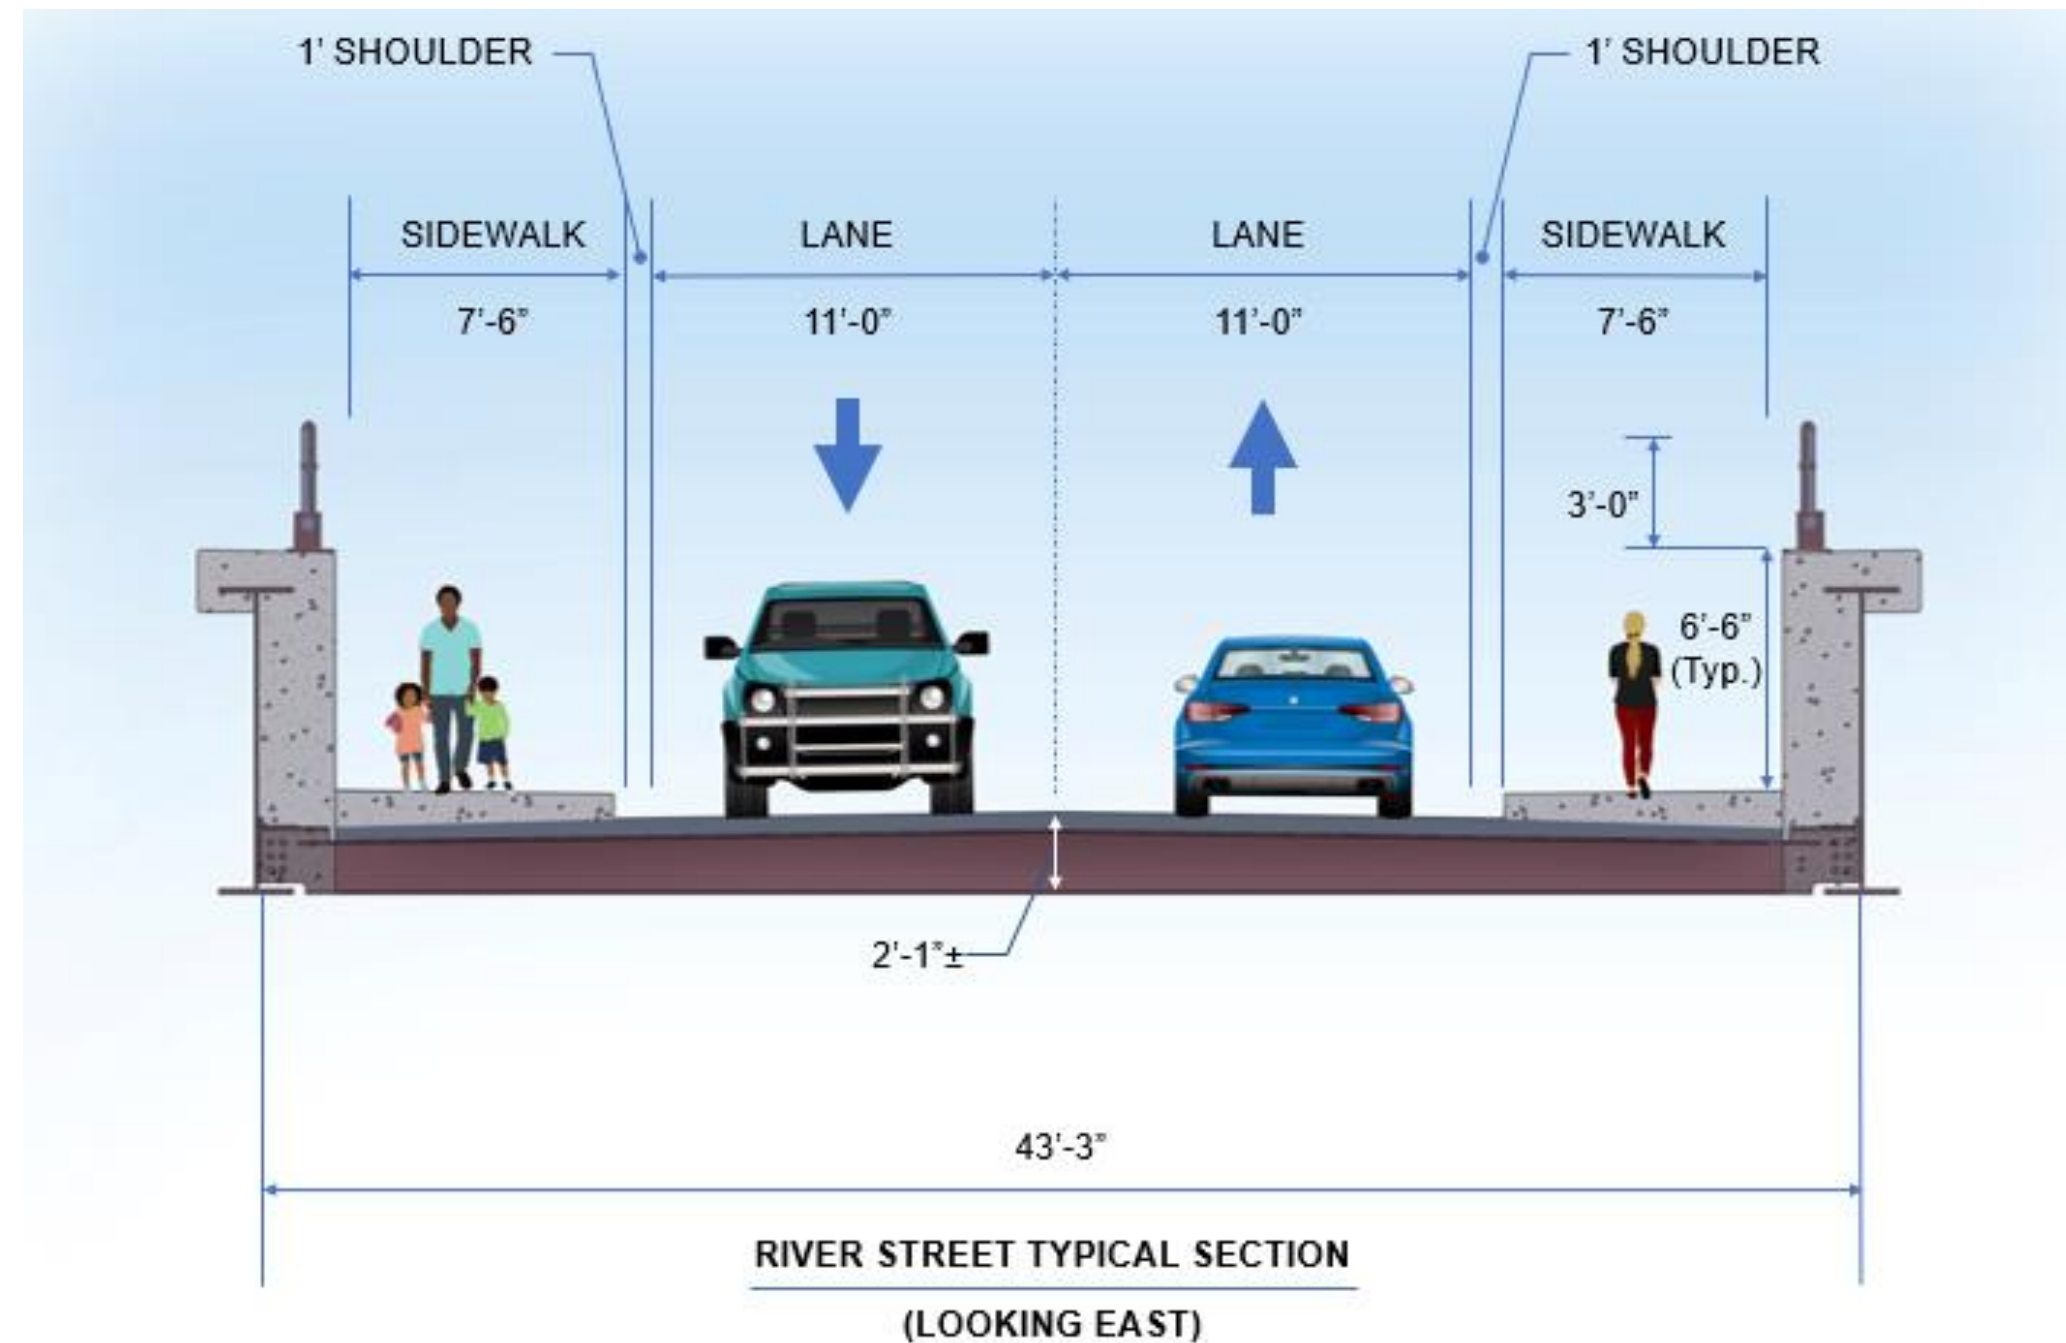 1’ SHOULDER
1’ SHOULDER
SIDEWALK
LANE
LANE
SIDEWALK
7’-6”
11’-0”
11’-0”
7’-6”
3’-0”
6’-6”
(Typ.)
2’-1”±
43’-3”
RIVER STREET TYPICAL SECTION
(LOOKING EAST)